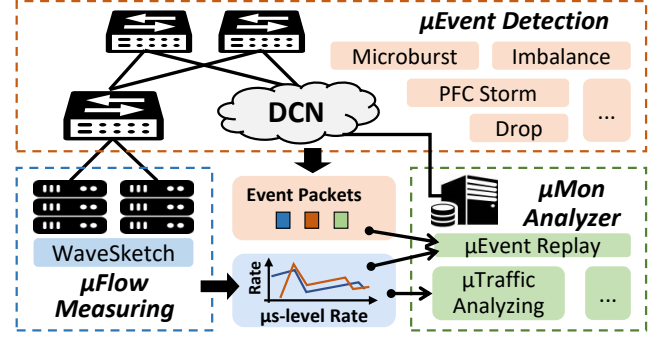 μEvent Detection
Microburst
Imbalance
PFC Storm
...
Drop
DCN
Event Packets
WaveSketch
μFlow
Measuring
Rate
μs-level Rate
μMon
Analyzer
μEvent Replay
μTraffic
Analyzing
...